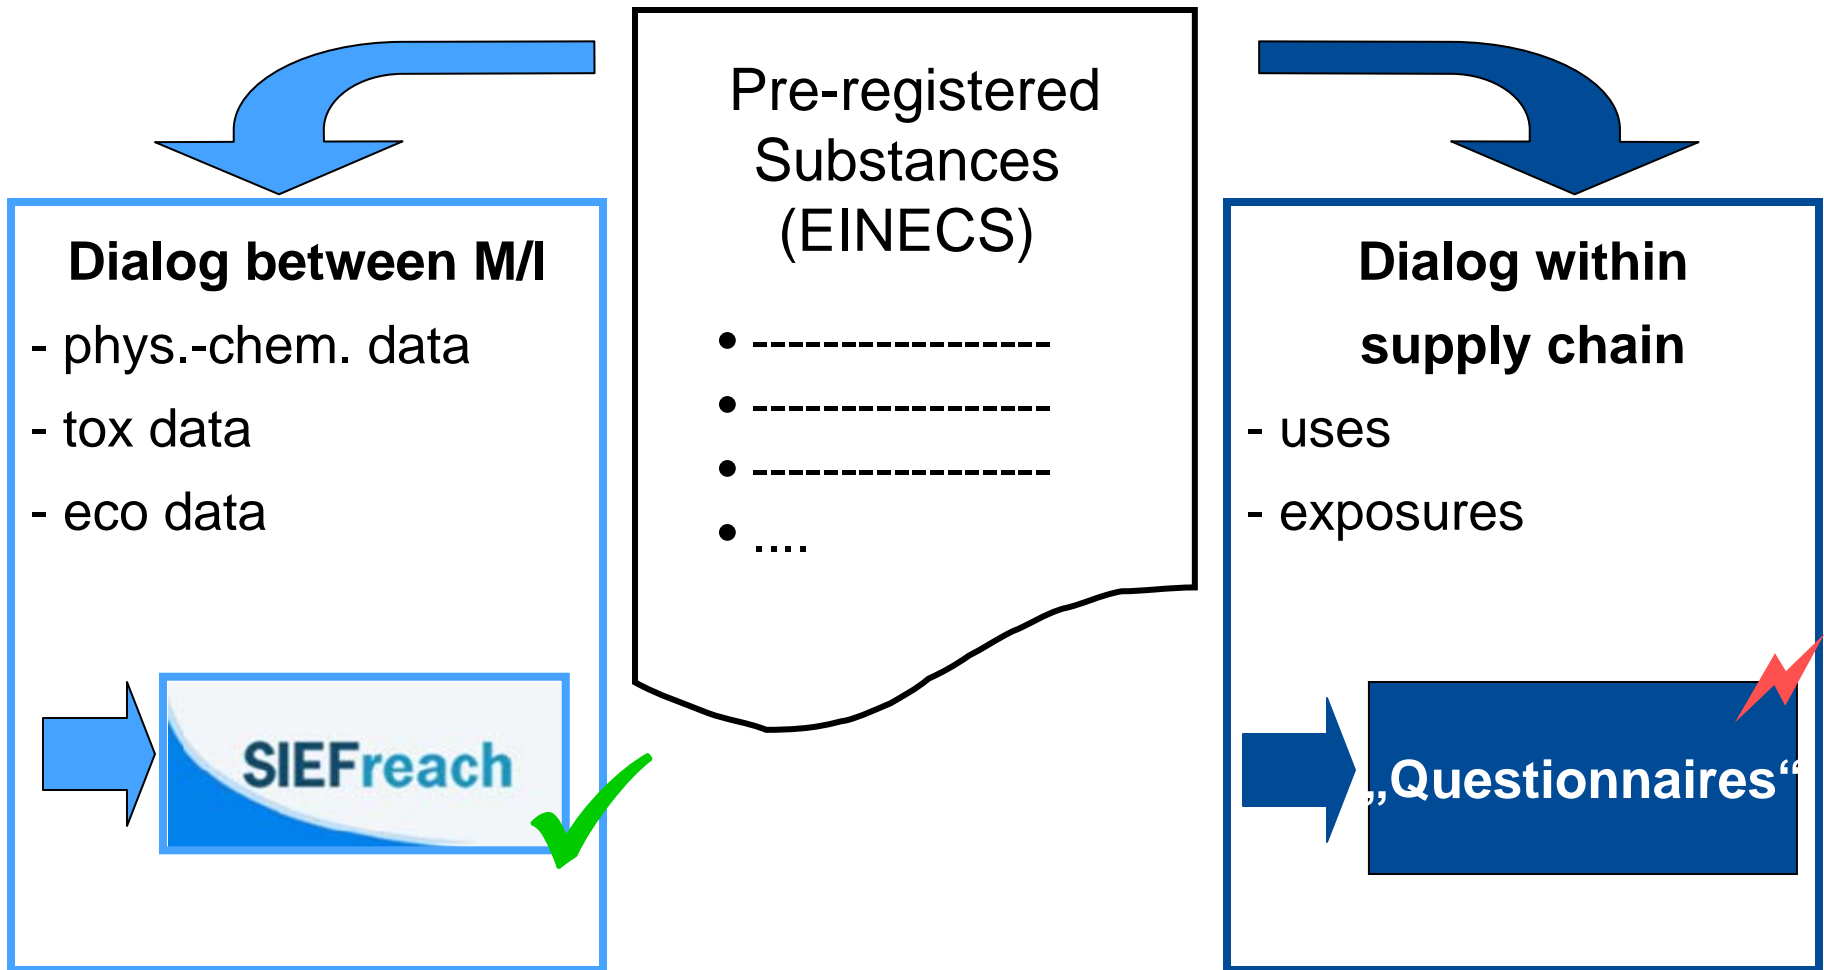 Pre-registered
Substances
(EINECS)
• -----------------
• -----------------
• -----------------
• ....
Dialog between M/I
- phys.-chem. data
- tox data
- eco data
SIEFreach
Dialog within
supply chain
- uses
- exposures
„Questionnaires“